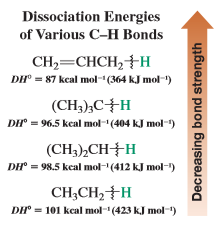 Dissociation Energies
of Various C–H Bonds
CH₂=CHCH₂–H
DH° = 87 kcal mol⁻¹ (364 kJ mol⁻¹)
(CH₃)₃C–H
DH° = 96.5 kcal mol⁻¹ (404 kJ mol⁻¹)
(CH₃)₂CH–H
DH° = 98.5 kcal mol⁻¹ (412 kJ mol⁻¹)
CH₃CH₂–H
DH° = 101 kcal mol⁻¹ (423 kJ mol⁻¹)
Decreasing bond strength